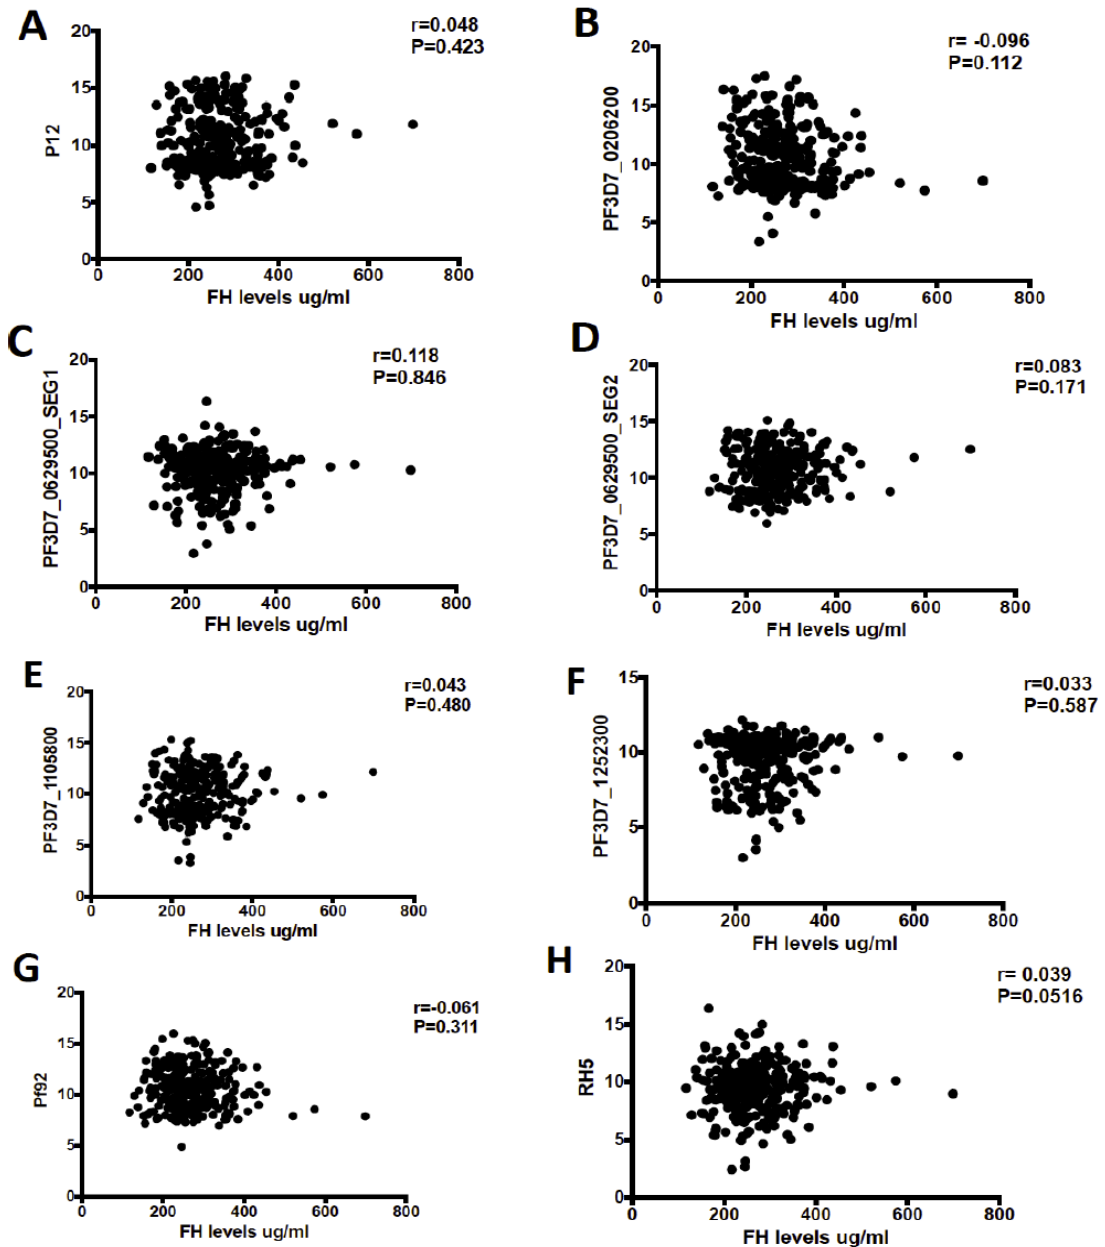 A
r=0.048
P=0.423
20
15
10
5
0
P12
0 200 400 600 800
FH levels ug/ml
B
r= -0.096
P=0.112
20
15
10
5
0
PF3D7_0206200
0 200 400 600 800
FH levels ug/ml
C
r=0.118
P=0.846
20
15
10
5
0
PF3D7_0629500_SEG1
0 200 400 600 800
FH levels ug/ml
D
r=0.083
P=0.171
20
15
10
5
0
PF3D7_0629500_SEG2
0 200 400 600 800
FH levels ug/ml
E
r=0.043
P=0.480
20
15
10
5
0
PF3D7_1105800
0 200 400 600 800
FH levels ug/ml
F
r=0.033
P=0.587
15
10
5
0
PF3D7_1252300
0 200 400 600 800
FH levels ug/ml
G
r=-0.061
P=0.311
20
15
10
5
0
Pf92
0 200 400 600 800
FH levels ug/ml
H
r= 0.039
P=0.0516
20
15
10
5
0
RH5
0 200 400 600 800
FH levels ug/ml